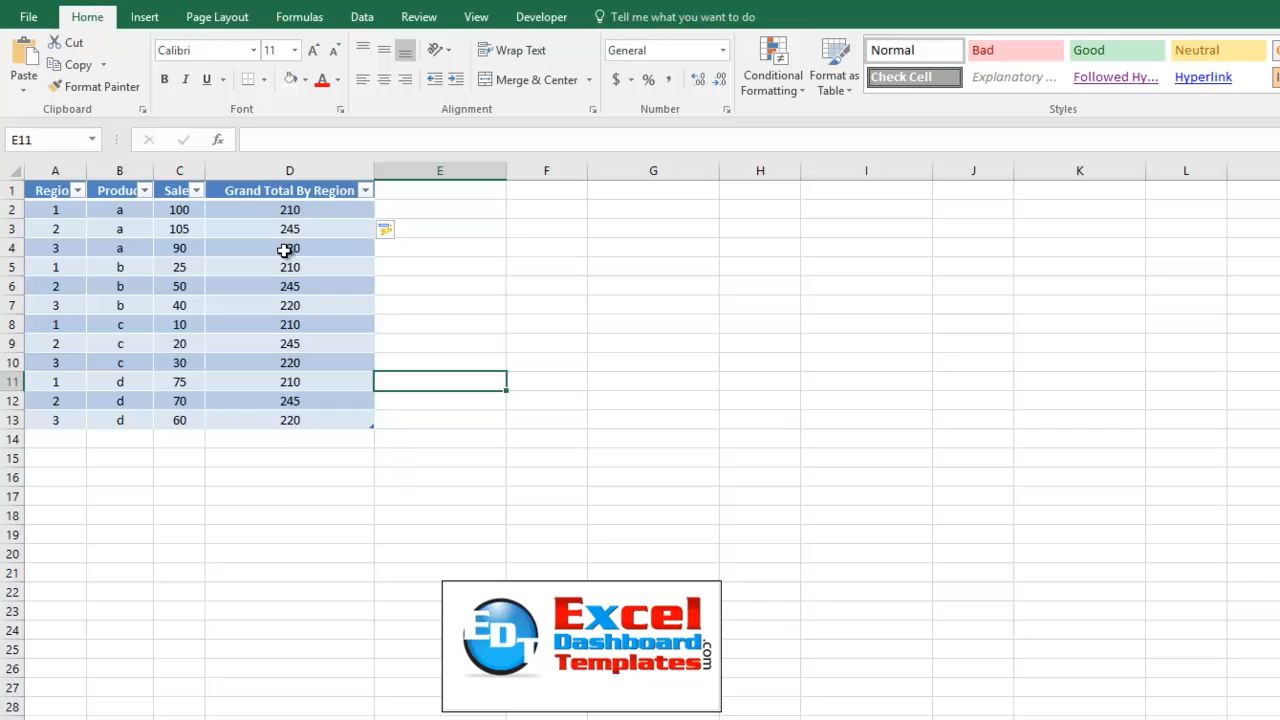 File Home Insert Page Layout Formulas Data Review View Developer Tell me what you want to do
Paste
Cut
Copy
Format Painter
Clipboard
Calibri 11
B I U
Font
Wrap Text
Merge & Center
Alignment
General
$ % ,
Number
Conditional Formatting
Format as Table
Normal Bad Good Neutral
Check Cell Explanatory ... Followed Hy... Hyperlink
Styles
E11 fx
A B C D E F G H I J K L
1 Regio Produc Sale Grand Total By Region
2 1 a 100 210
3 2 a 105 245
4 3 a 90
5 1 b 25 210
6 2 b 50 245
7 3 b 40 220
8 1 c 10 210
9 2 c 20 245
10 3 c 30 220
11 1 d 75 210
12 2 d 70 245
13 3 d 60 220
14
15
16
17
18
19
20
21
22
23
24
25
26
27
28
EDT
Excel
Dashboard
Templates
.com